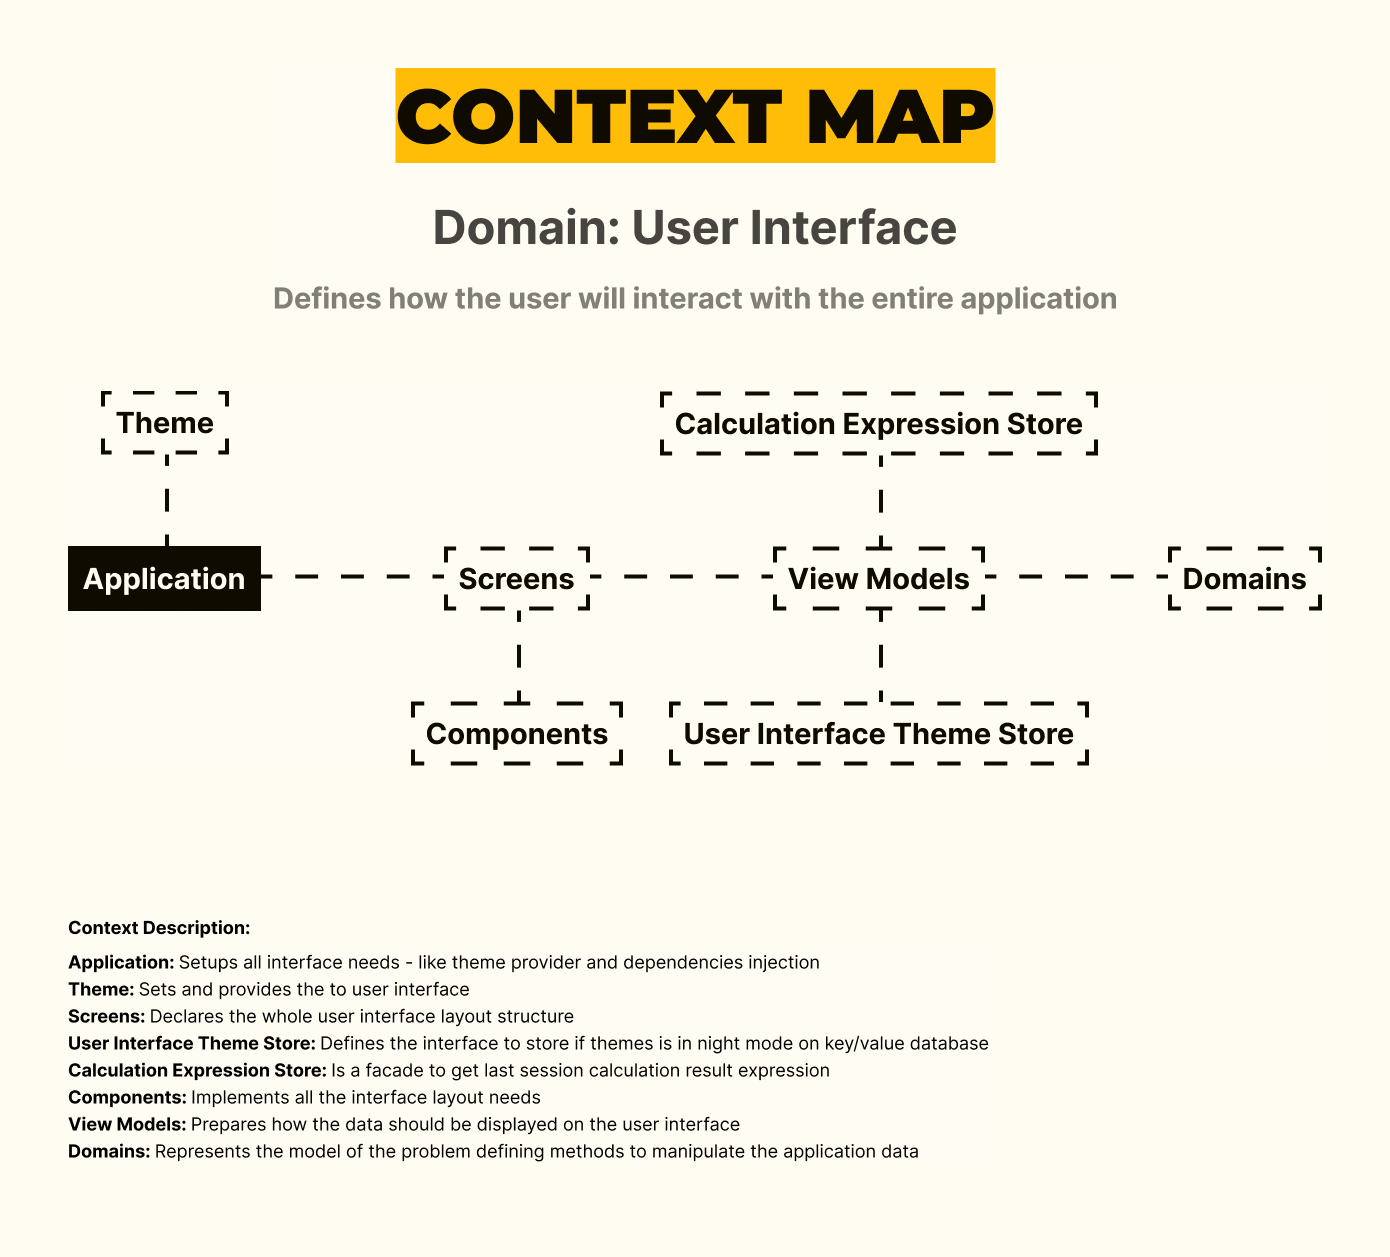 CONTEXT MAP
Domain: User Interface
Defines how the user will interact with the entire application
Theme
Calculation Expression Store
Application
Screens
View Models
Domains
Components
User Interface Theme Store
Context Description:
Application: Setups all interface needs - like theme provider and dependencies injection
Theme: Sets and provides the to user interface
Screens: Declares the whole user interface layout structure
User Interface Theme Store: Defines the interface to store if themes is in night mode on key/value database
Calculation Expression Store: Is a facade to get last session calculation result expression
Components: Implements all the interface layout needs
View Models: Prepares how the data should be displayed on the user interface
Domains: Represents the model of the problem defining methods to manipulate the application data